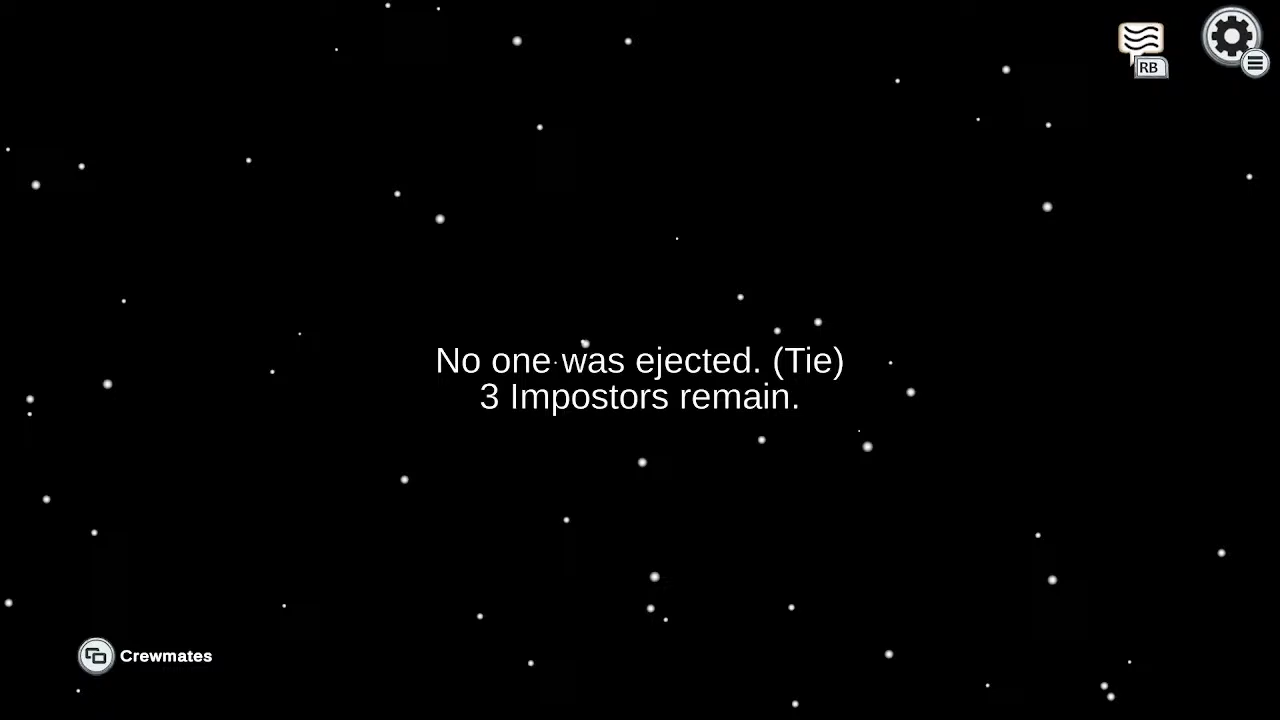 RB
No one was ejected. (Tie)
3 Impostors remain.
Crewmates